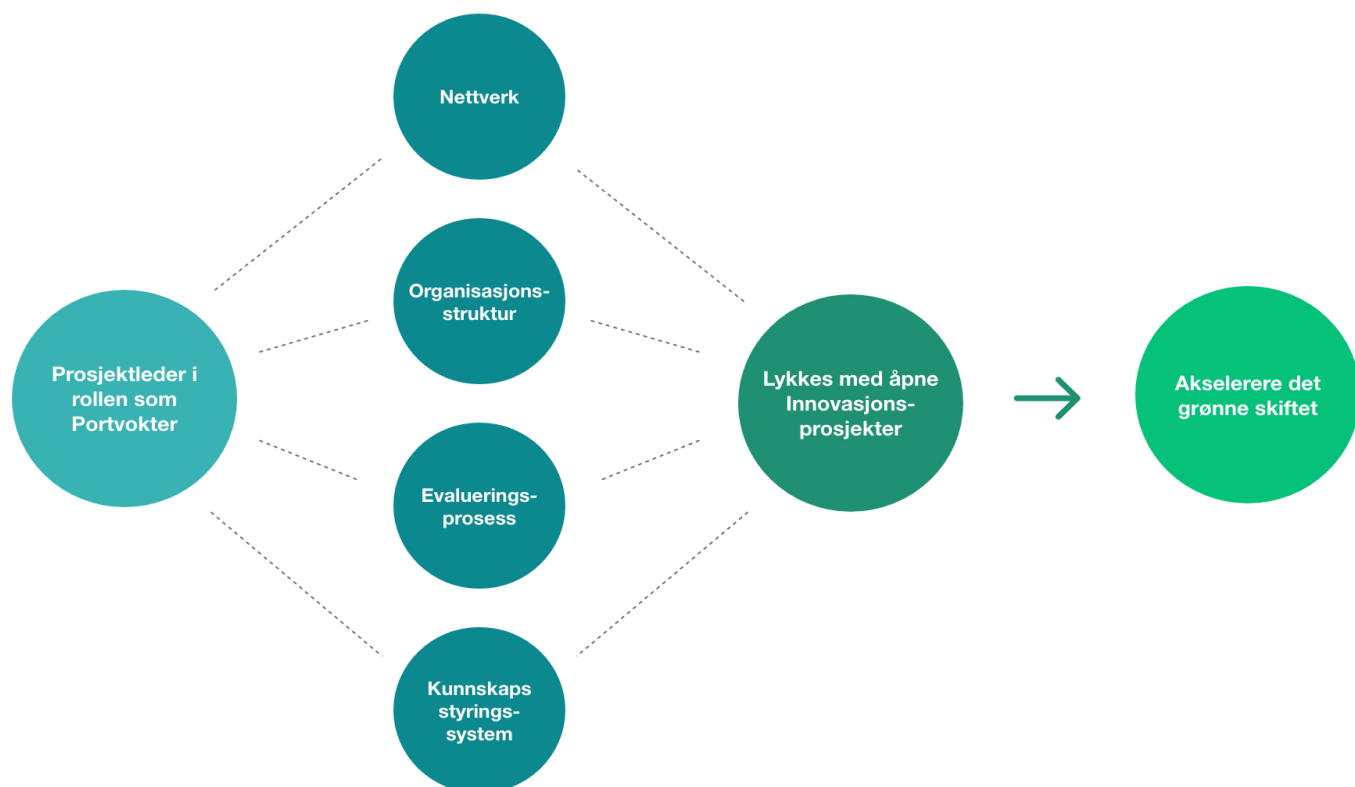 Nettverk
Organisasjons-
struktur
Prosjektleder i
rollen som
Portvokter
Evaluerings-
prosess
Kunnskaps
styrings-
system
Lykkes med åpne
Innovasjons-
prosjekter
Akselerere det
grønne skiftet